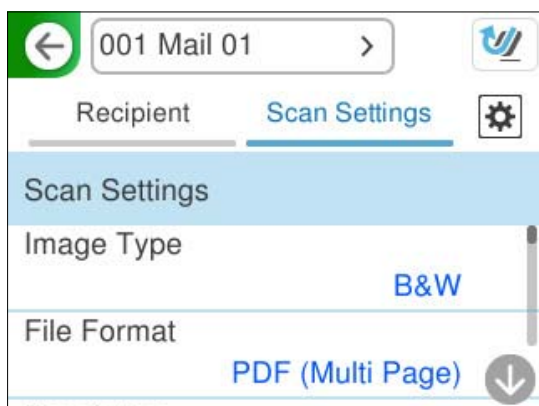 001 Mail 01
Recipient
Scan Settings
Scan Settings
Image Type
B&W
File Format
PDF (Multi Page)